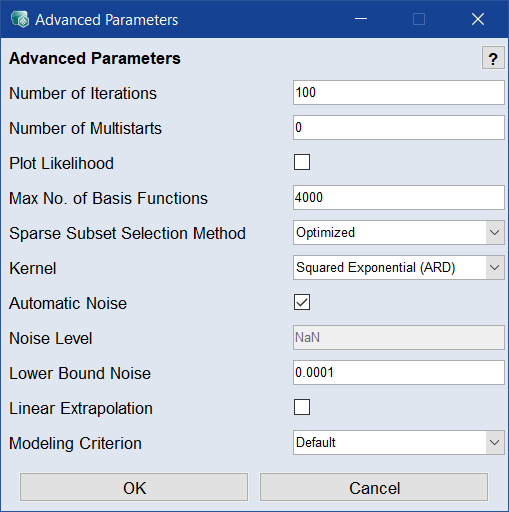 Advanced Parameters
Advanced Parameters ?
Number of Iterations 100
Number of Multistarts 0
Plot Likelihood
Max No. of Basis Functions 4000
Sparse Subset Selection Method Optimized
Kernel Squared Exponential (ARD)
Automatic Noise
Noise Level NaN
Lower Bound Noise 0.0001
Linear Extrapolation
Modeling Criterion Default
OK Cancel